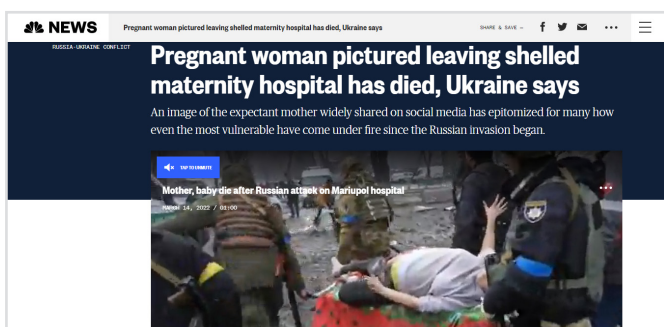 NEWS
Pregnant woman pictured leaving shelled maternity hospital has died, Ukraine says
SHARE & SAVE
RUSSIA-UKRAINE CONFLICT
Pregnant woman pictured leaving shelled
maternity hospital has died, Ukraine says
An image of the expectant mother widely shared on social media has epitomized for many how
even the most vulnerable have come under fire since the Russian invasion began.
TAP TO UNMUTE
Mother, baby die after Russian attack on Mariupol hospital
MARCH 14, 2022 / 01:00